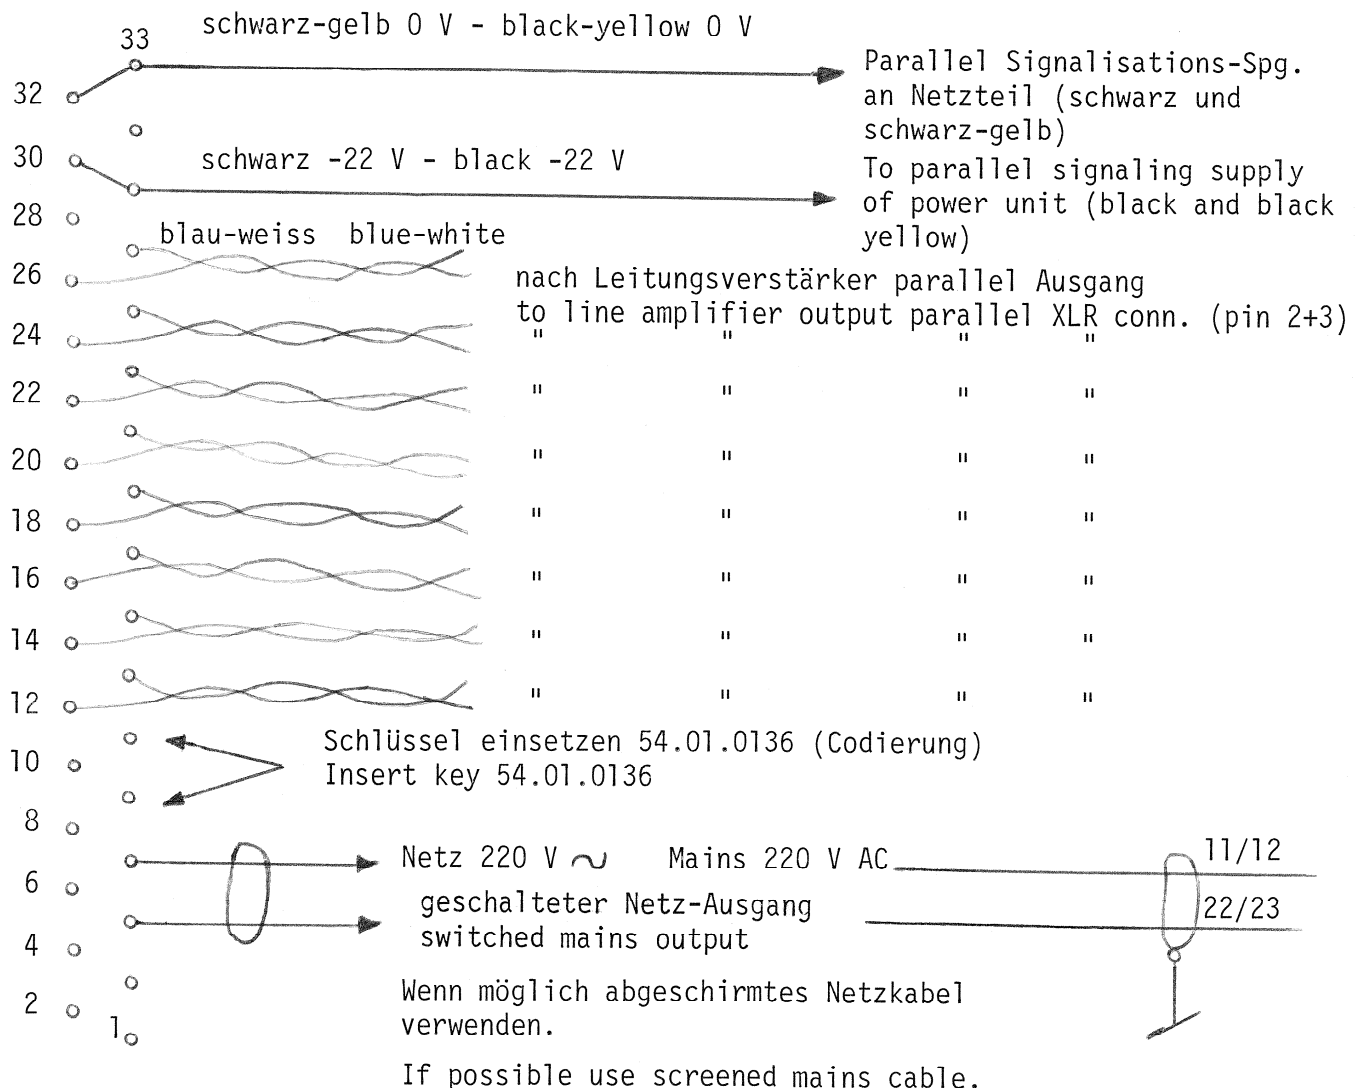 schwarz-gelb 0 V - black-yellow 0 V
33
Parallel Signalisations-Spg.
an Netzteil (schwarz und
schwarz-gelb)
32
30
schwarz -22 V - black -22 V
To parallel signaling supply
of power unit (black and black
yellow)
28
blau-weiss blue-white
26
nach Leitungsverstärker parallel Ausgang
to line amplifier output parallel XLR conn. (pin 2+3)
24 " " " "
22 " " " "
20 " " " "
18 " " " "
16 " " " "
14 " " " "
12 " " " "
Schlüssel einsetzen 54.01.0136 (Codierung)
10
Insert key 54.01.0136
8
Netz 220 V ~ Mains 220 V AC
11/12
6
geschalteter Netz-Ausgang
22/23
4
switched mains output
Wenn möglich abgeschirmtes Netzkabel
2
verwenden.
1
If possible use screened mains cable.